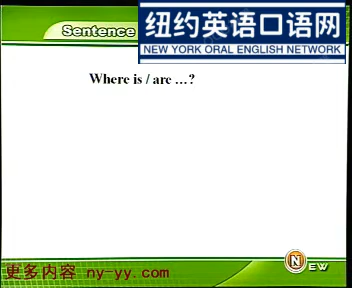 Sentence
纽约英语口语网
NEW YORK ORAL ENGLISH NETWORK
Where is / are ...?
NEW
更多内容 ny-yy.com